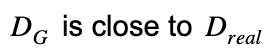 D_G is close to D_real